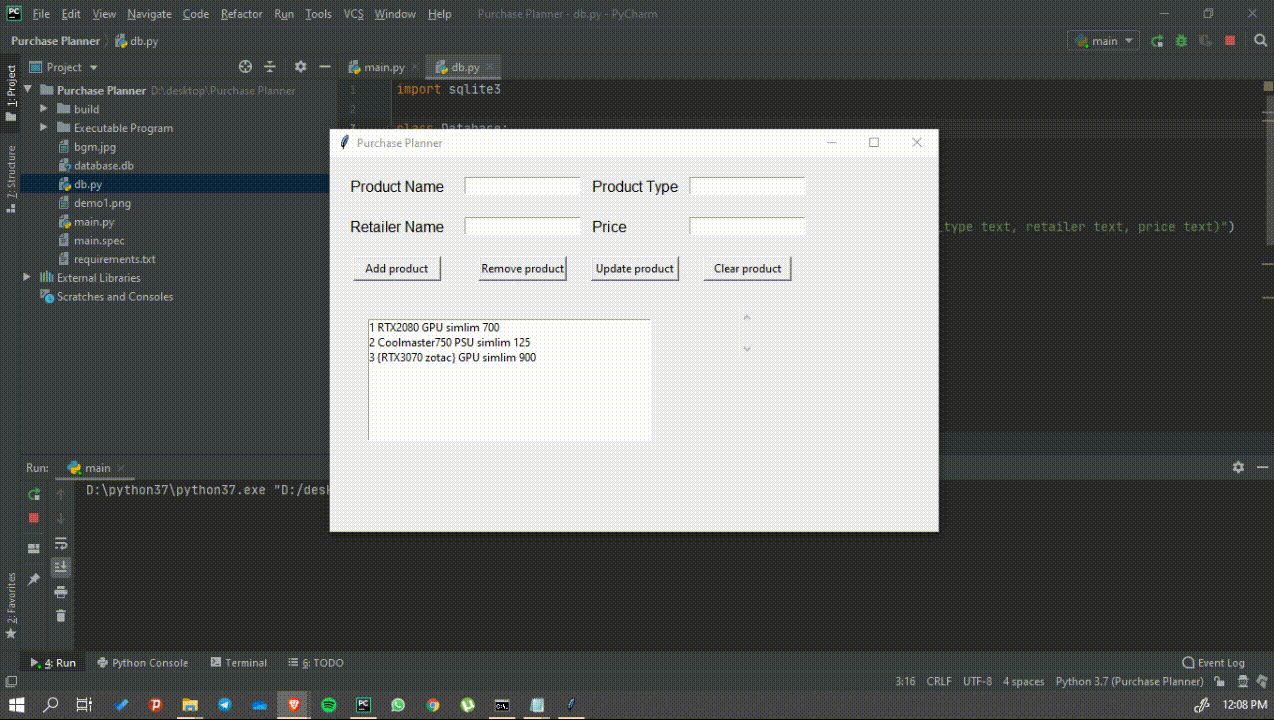 File Edit View Navigate Code Refactor Run Tools VCS Window Help Purchase Planner - db.py - PyCharm
Purchase Planner db.py main
1: Project
Project
main.py db.py
Purchase Planner D:\desktop\Purchase Planner
build
Executable Program
bgm.jpg
database.db
db.py
demo1.png
main.py
main.spec
requirements.txt
External Libraries
Scratches and Consoles
7: Structure
1 import sqlite3
2
3 class Database:
_type text, retailer text, price text)")
Purchase Planner
Product Name Product Type
Retailer Name Price
Add product Remove product Update product Clear product
1 RTX2080 GPU simlim 700
2 Coolmaster750 PSU simlim 125
3 {RTX3070 zotac} GPU simlim 900
Run: main
D:\python37\python37.exe "D:/desk
2: Favorites
4: Run Python Console Terminal 6: TODO Event Log
3:16 CRLF UTF-8 4 spaces Python 3.7 (Purchase Planner)
12:08 PM